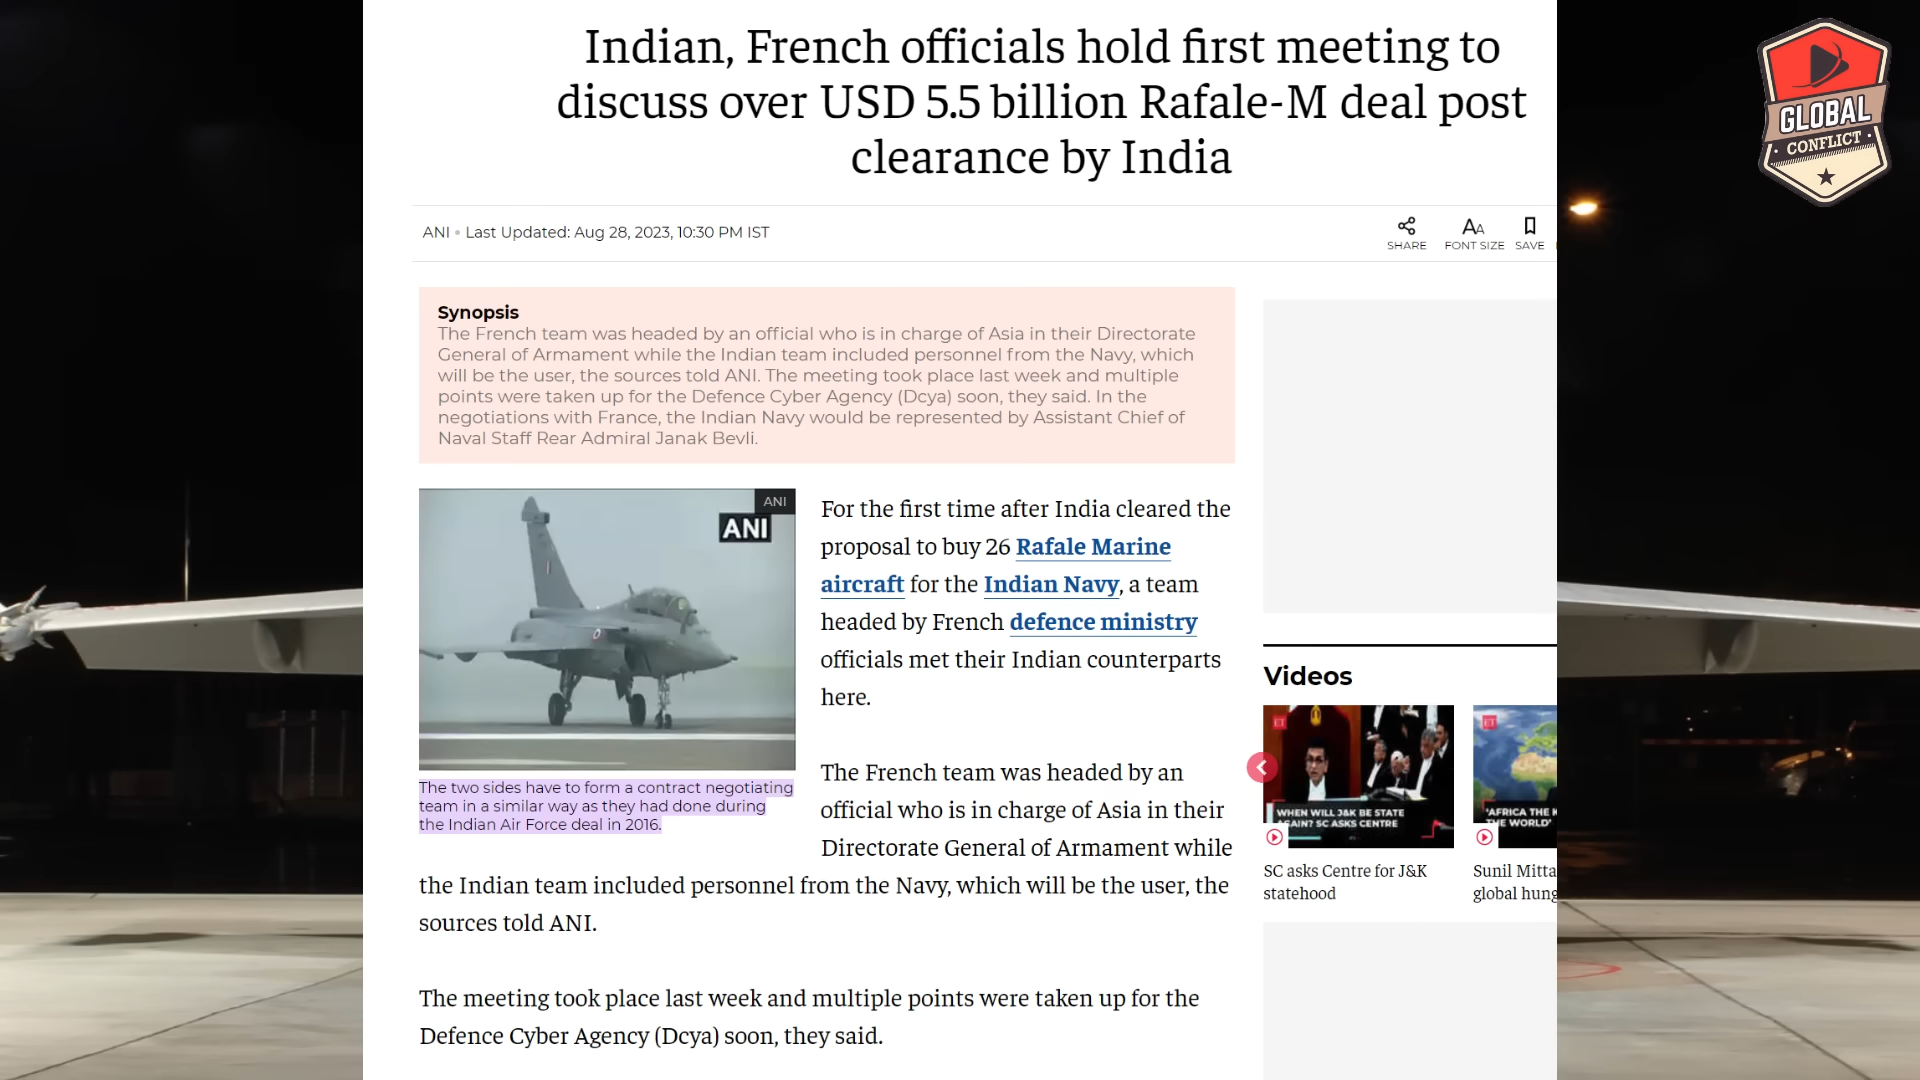 Indian, French officials hold first meeting to
discuss over USD 5.5 billion Rafale-M deal post
clearance by India
GLOBAL
CONFLICT
ANI • Last Updated: Aug 28, 2023, 10:30 PM IST
SHARE
FONT SIZE
SAVE
Synopsis
The French team was headed by an official who is in charge of Asia in their Directorate
General of Armament while the Indian team included personnel from the Navy, which
will be the user, the sources told ANI. The meeting took place last week and multiple
points were taken up for the Defence Cyber Agency (Dcya) soon, they said. In the
negotiations with France, the Indian Navy would be represented by Assistant Chief of
Naval Staff Rear Admiral Janak Bevli.
ANI
ANI
The two sides have to form a contract negotiating
team in a similar way as they had done during
the Indian Air Force deal in 2016.
For the first time after India cleared the
proposal to buy 26 Rafale Marine
aircraft for the Indian Navy, a team
headed by French defence ministry
officials met their Indian counterparts
here.
The French team was headed by an
official who is in charge of Asia in their
Directorate General of Armament while
the Indian team included personnel from the Navy, which will be the user, the
sources told ANI.
The meeting took place last week and multiple points were taken up for the
Defence Cyber Agency (Dcya) soon, they said.
Videos
ET
WHEN WILL J&K BE STATE
AGAIN? SC ASKS CENTRE
SC asks Centre for J&K
statehood
ET
'AFRICA THE
THE WORLD'
Sunil Mitta
global hung